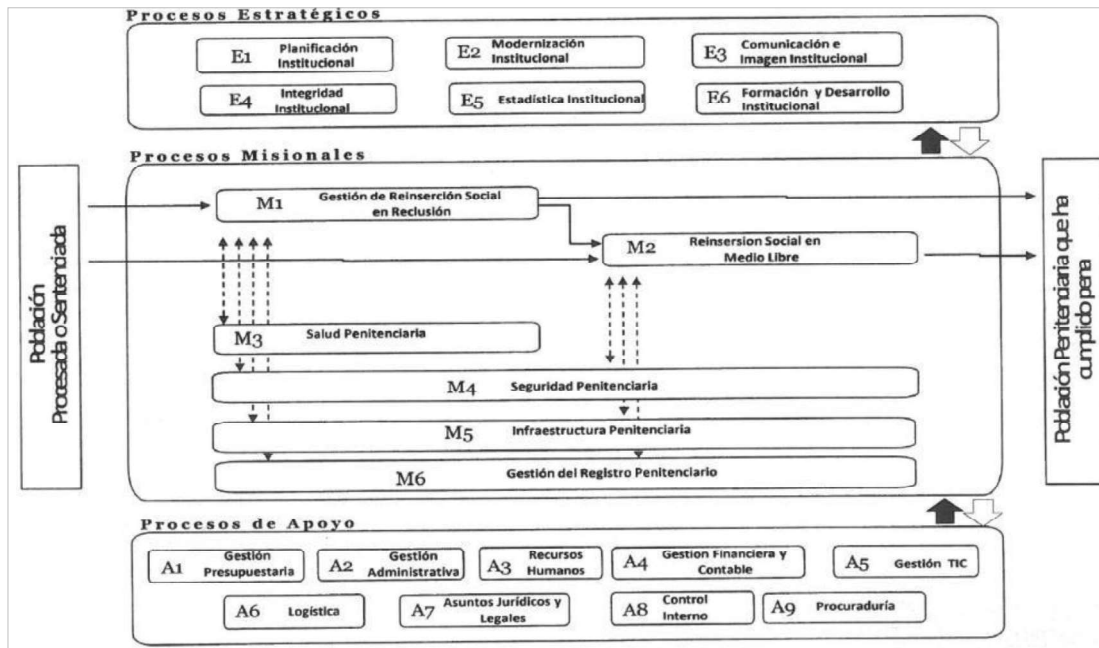 Procesos Estratégicos
E1 Planificación
Institucional
E2 Modernización
Institucional
E3 Comunicación e
Imagen Institucional
E4 Integridad
Institucional
E5 Estadística Institucional
E6 Formación y Desarrollo
Institucional
Procesos Misionales
Población
Procesada o Sentenciada
M1 Gestión de Reinserción Social
en Reclusión
M2 Reinsersion Social en
Medio Libre
M3 Salud Penitenciaria
M4 Seguridad Penitenciaria
M5 Infraestructura Penitenciaria
M6 Gestión del Registro Penitenciario
Población Penitenciaria que ha
cumplido pena
Procesos de Apoyo
A1 Gestión
Presupuestaria
A2 Gestión
Administrativa
A3 Recursos
Humanos
A4 Gestion Financiera y
Contable
A5 Gestión TIC
A6 Logística
A7 Asuntos Jurídicos y
Legales
A8 Control
Interno
A9 Procuraduría